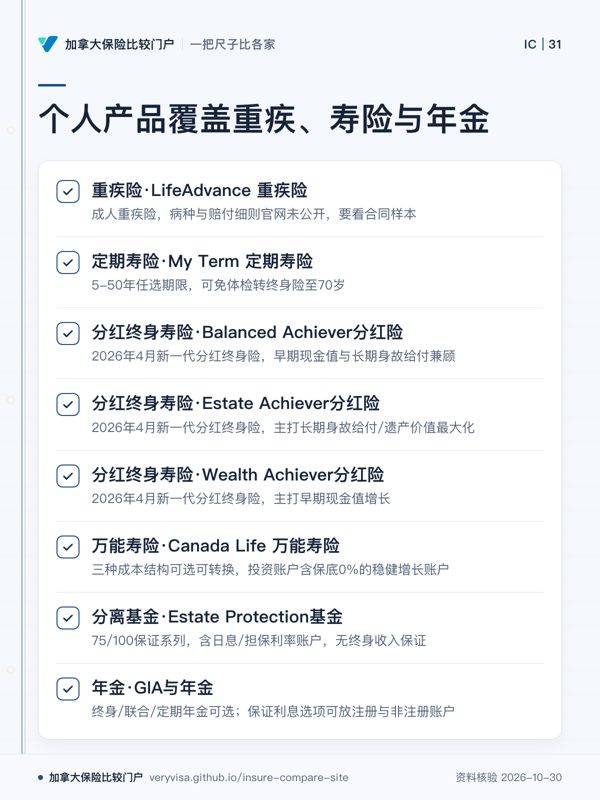 加拿大保险比较门户 | 一把尺子比各家
IC | 31
个人产品覆盖重疾、寿险与年金
重疾险·LifeAdvance 重疾险
成人重疾险，病种与赔付细则官网未公开，要看合同样本
定期寿险·My Term 定期寿险
5–50年任选期限，可免体检转终身险至70岁
分红终身寿险·Balanced Achiever分红险
2026年4月新一代分红终身险，早期现金值与长期身故给付兼顾
分红终身寿险·Estate Achiever分红险
2026年4月新一代分红终身险，主打长期身故给付/遗产价值最大化
分红终身寿险·Wealth Achiever分红险
2026年4月新一代分红终身险，主打早期现金值增长
万能寿险·Canada Life 万能寿险
三种成本结构可选可转换，投资账户含保底0%的稳健增长账户
分离基金·Estate Protection基金
75/100保证系列，含日息/担保利率账户，无终身收入保证
年金·GIA与年金
终身/联合/定期年金可选；保证利息选项可放注册与非注册账户
加拿大保险比较门户 veryvisa.github.io/insure-compare-site
资料核验 2026-10-30